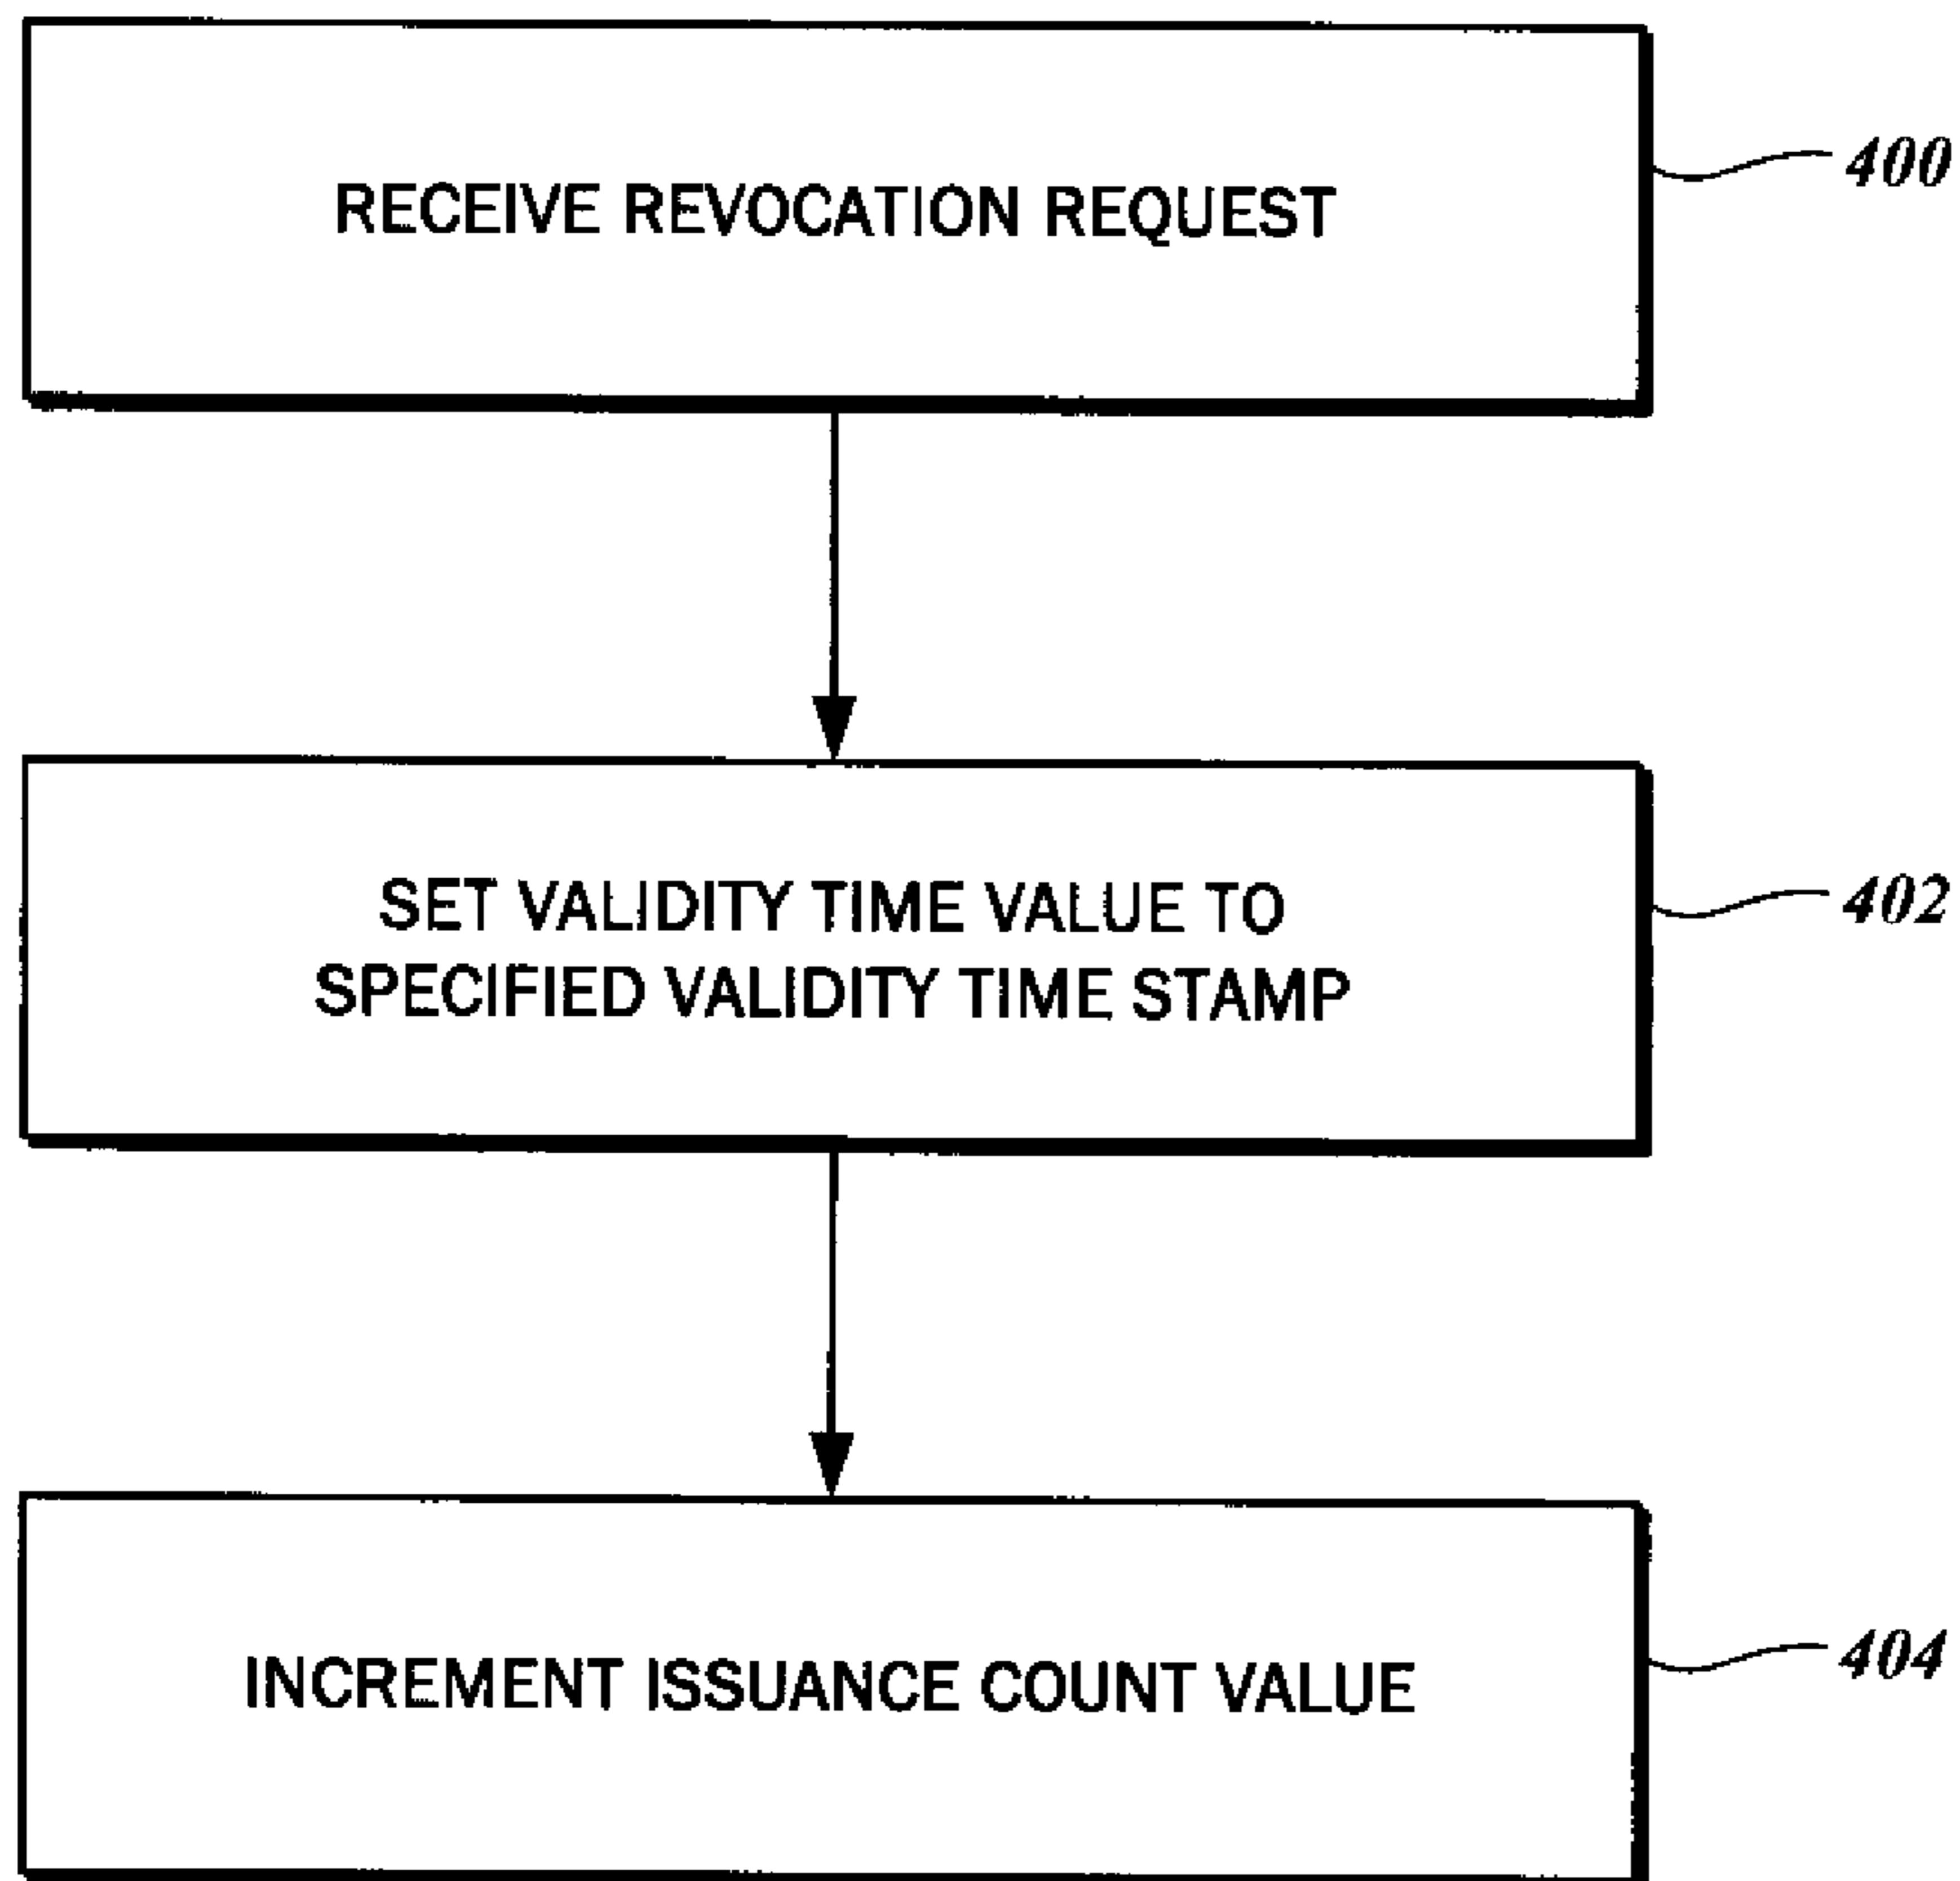 RECEIVE REVOCATION REQUEST
400
SET VALIDITY TIME VALUE TO
SPECIFIED VALIDITY TIME STAMP
402
INCREMENT ISSUANCE COUNT VALUE
404